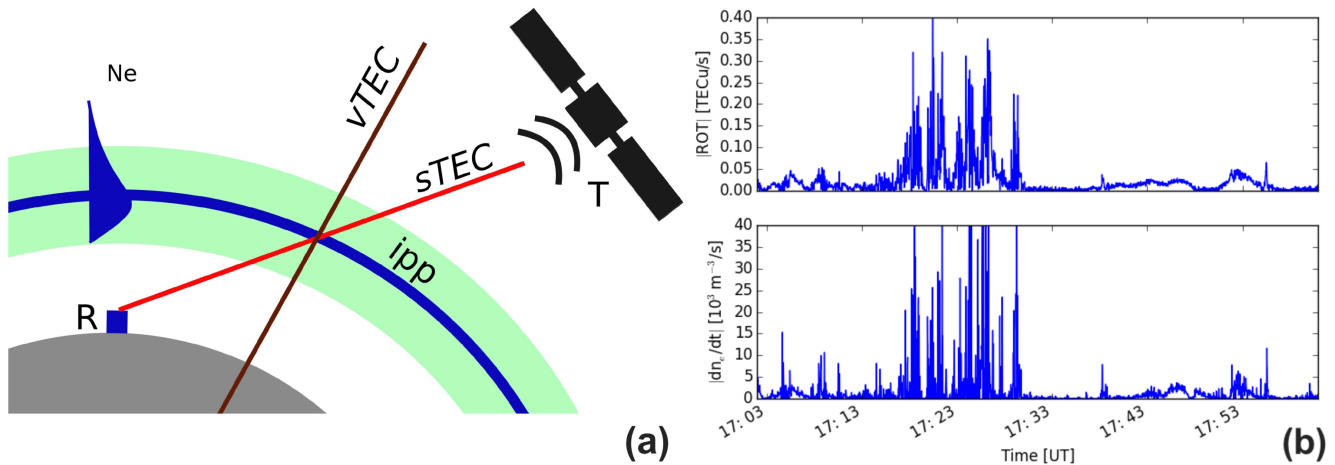 Ne
vTEC
sTEC
T
ipp
R
(a)
|ROT| [TECu/s]
0.40
0.35
0.30
0.25
0.20
0.15
0.10
0.05
0.00
|dnₑ/dt| [10³ m⁻³/s]
40
35
30
25
20
15
10
5
0
17: 03
17: 13
17: 23
17: 33
17: 43
17: 53
Time [UT]
(b)